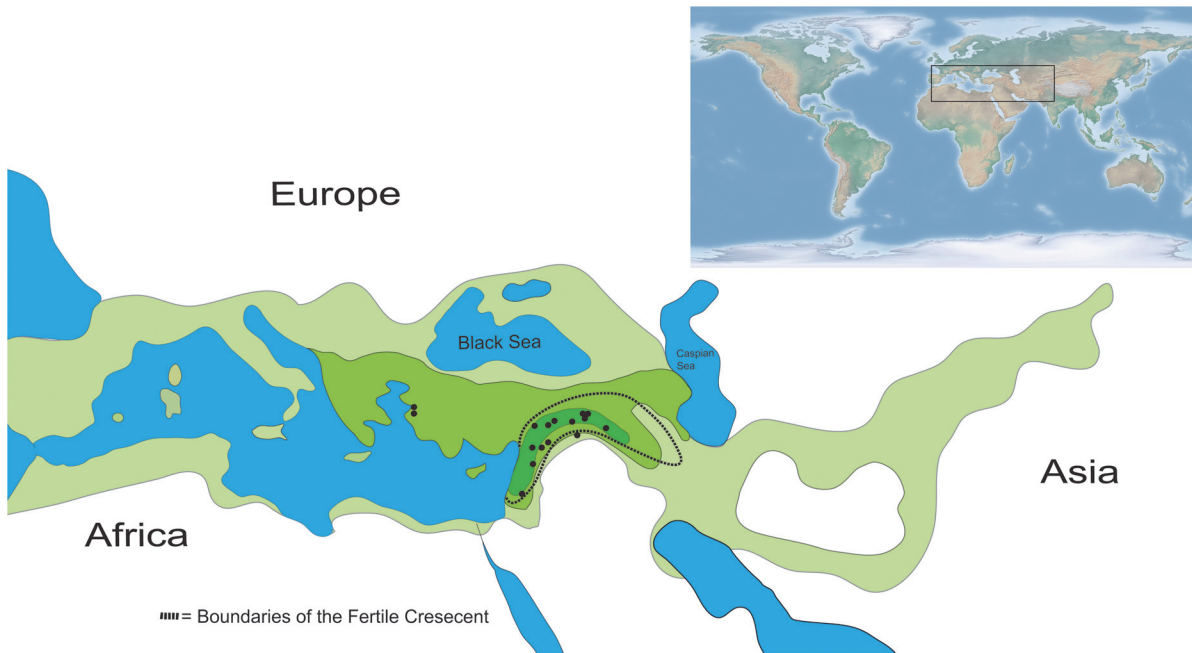 Europe
Black Sea
Caspian
Sea
Asia
Africa
= Boundaries of the Fertile Cresecent